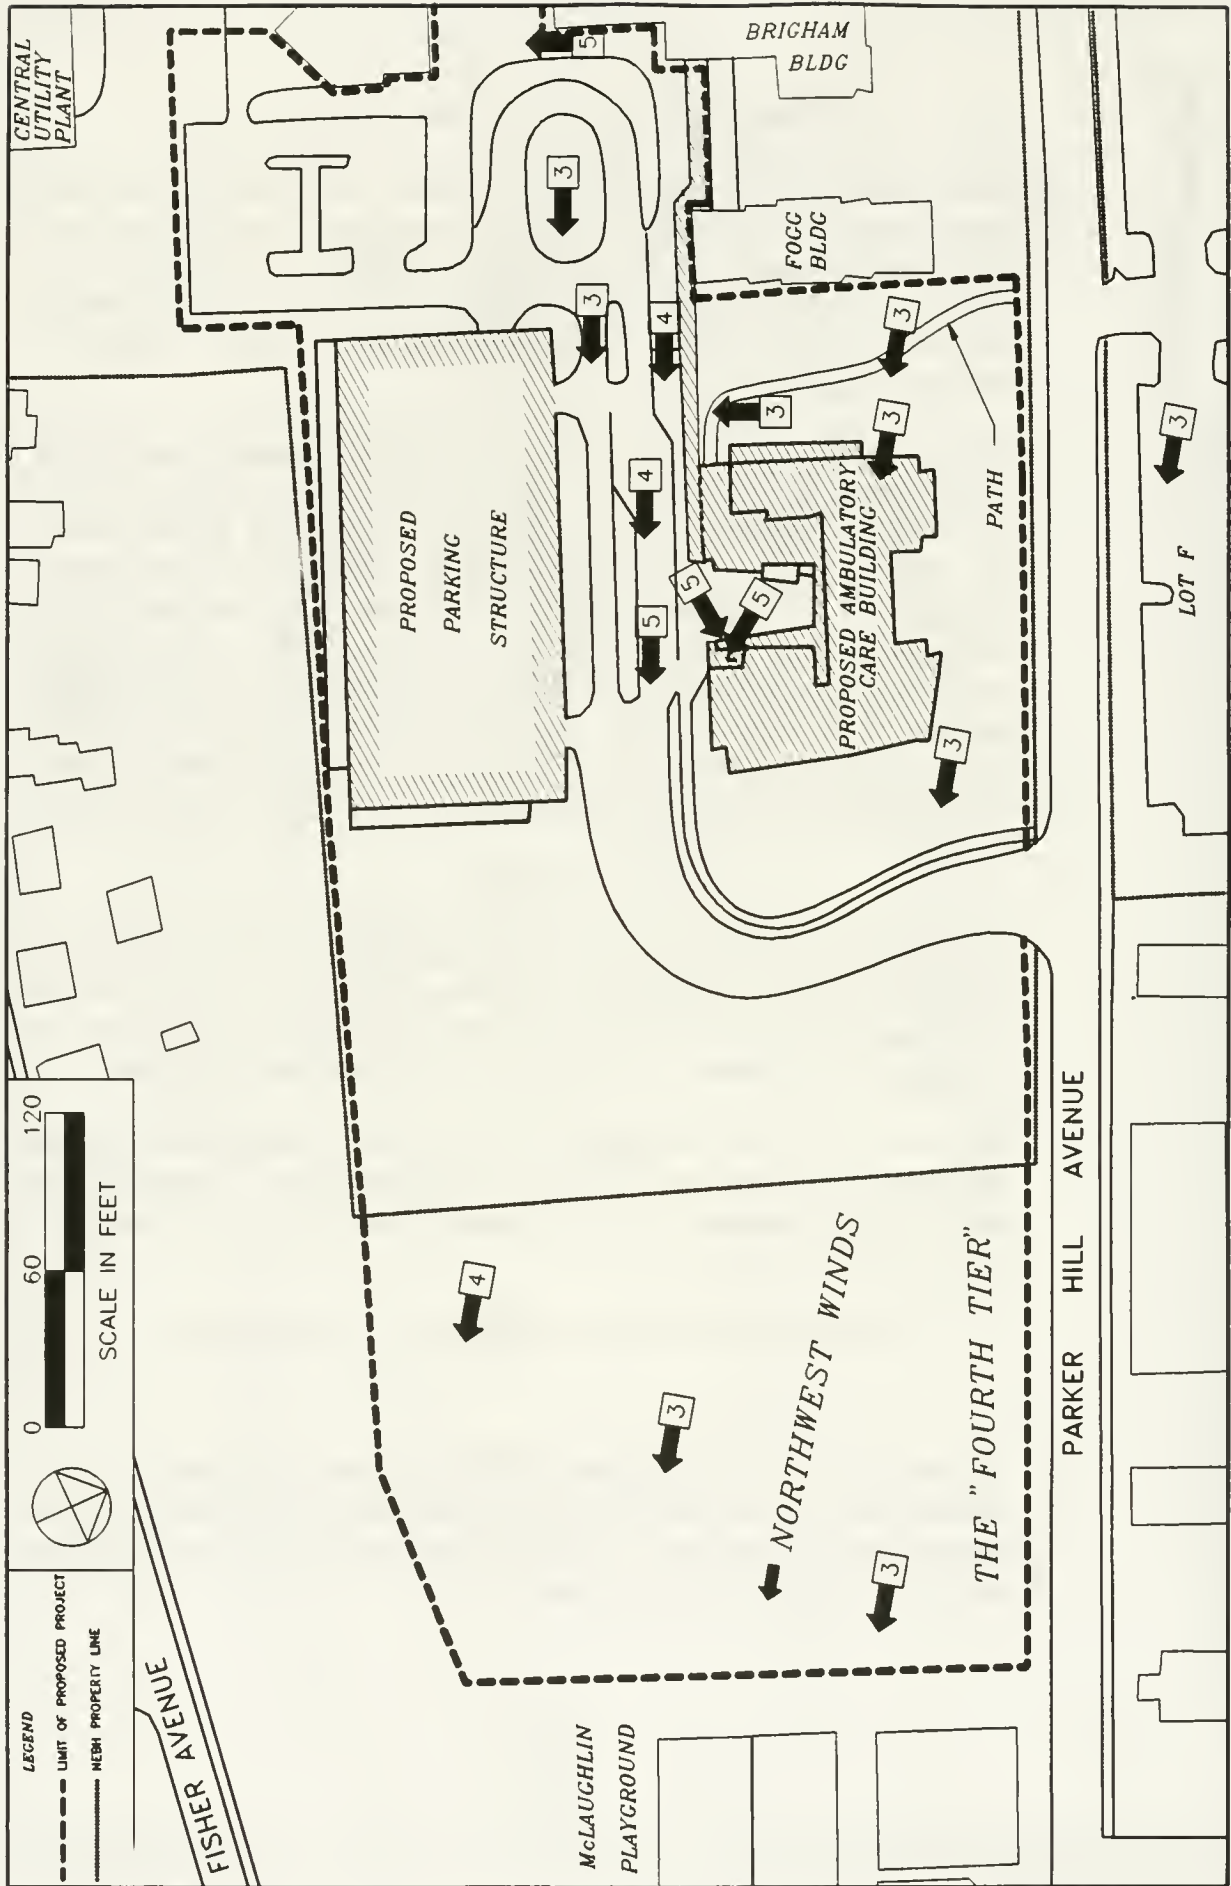 CENTRAL
UTILITY
PLANT
BRIGHAM
BLDG
5
3
FOGG
BLDG
3
4
3
3
3
3
PATH
4
PROPOSED
PARKING
STRUCTURE
5
5
5
PROPOSED AMBULATORY
CARE BUILDING
LOT F
3
0 60 120
SCALE IN FEET
4
3
3
NORTHWEST WINDS
THE "FOURTH TIER"
PARKER HILL AVENUE
LEGEND
LIMIT OF PROPOSED PROJECT
NEBH PROPERTY LINE
FISHER AVENUE
McLAUGHLIN
PLAYGROUND